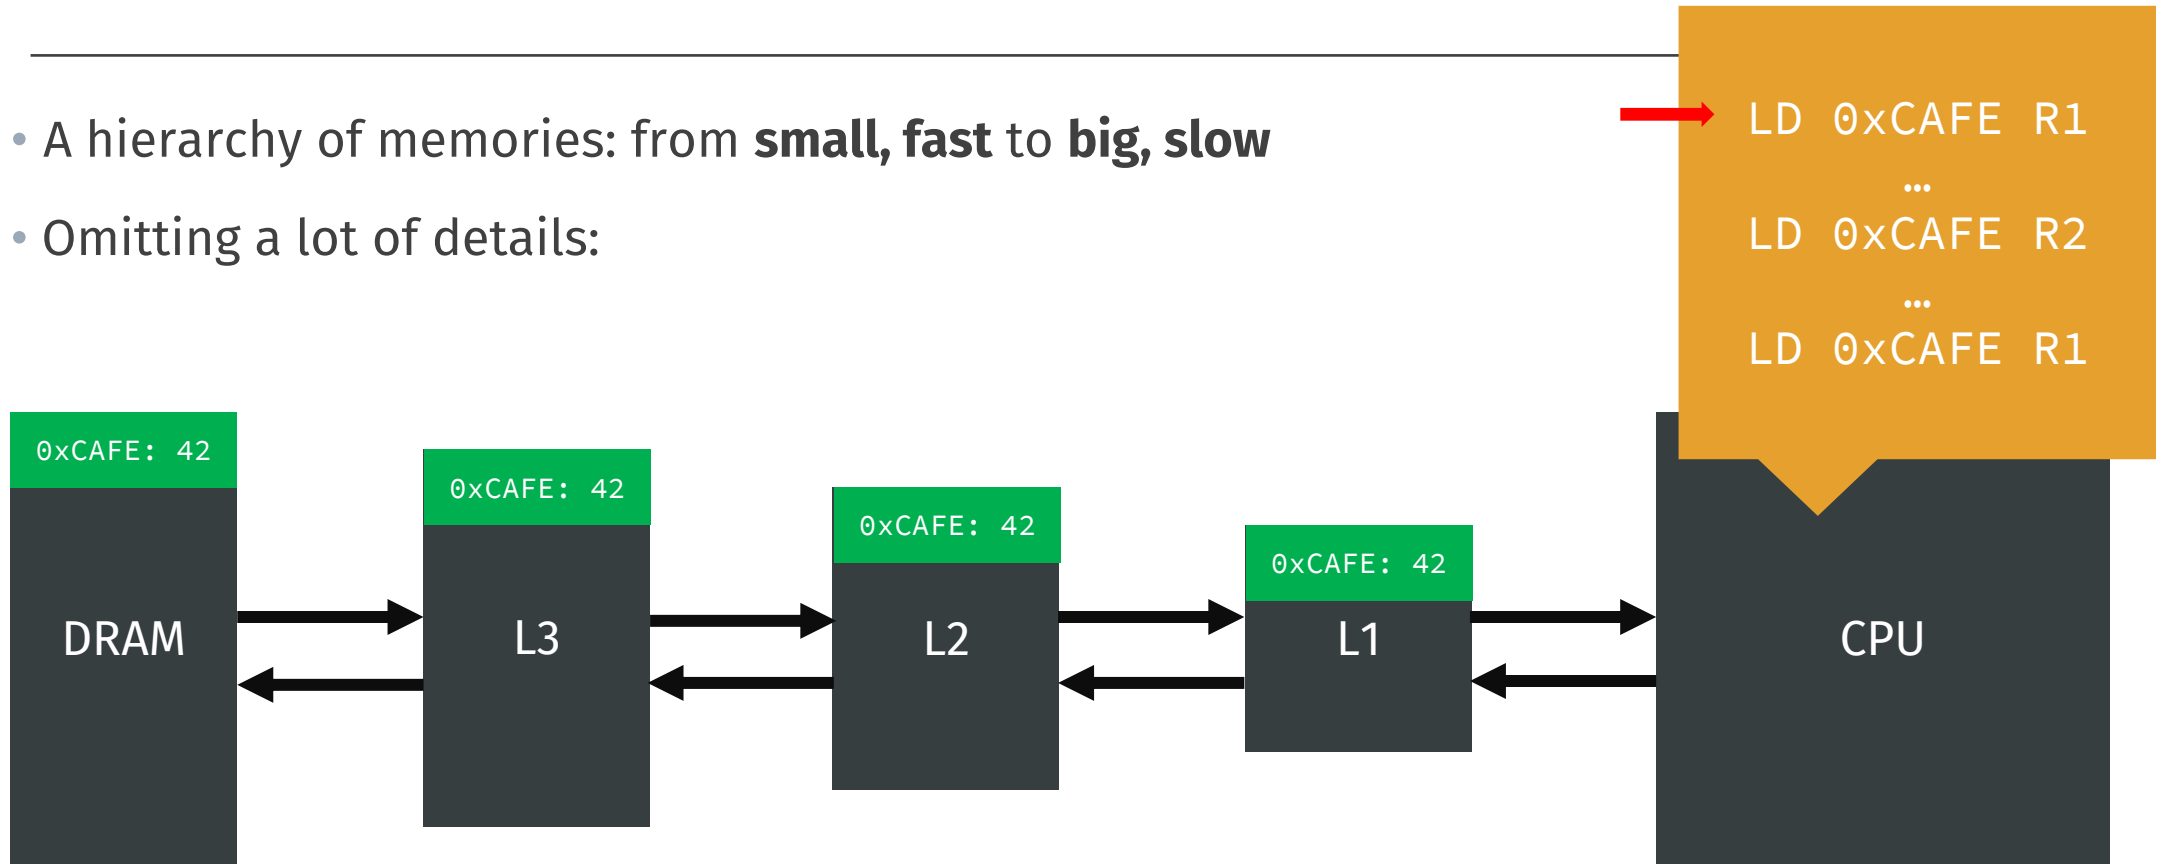 • A hierarchy of memories: from small, fast to big, slow
• Omitting a lot of details:
LD 0xCAFE R1
…
LD 0xCAFE R2
…
LD 0xCAFE R1
0xCAFE: 42
0xCAFE: 42
0xCAFE: 42
0xCAFE: 42
DRAM
L3
L2
L1
CPU